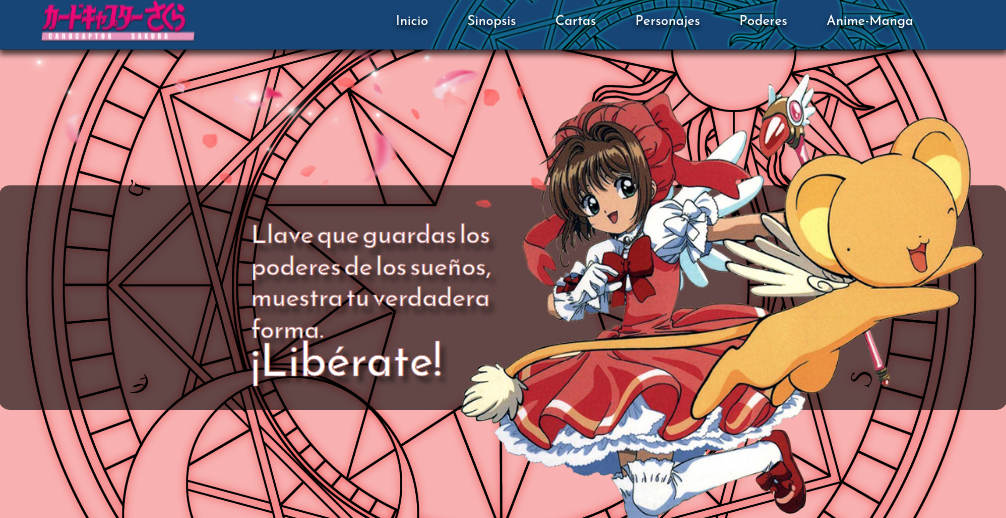 カードキャプターさくら
CARDCAPTOR SAKURA
Inicio Sinopsis Cartas Personajes Poderes Anime-Manga
Llave que guardas los
poderes de los sueños,
muestra tu verdadera
forma.
¡Libérate!